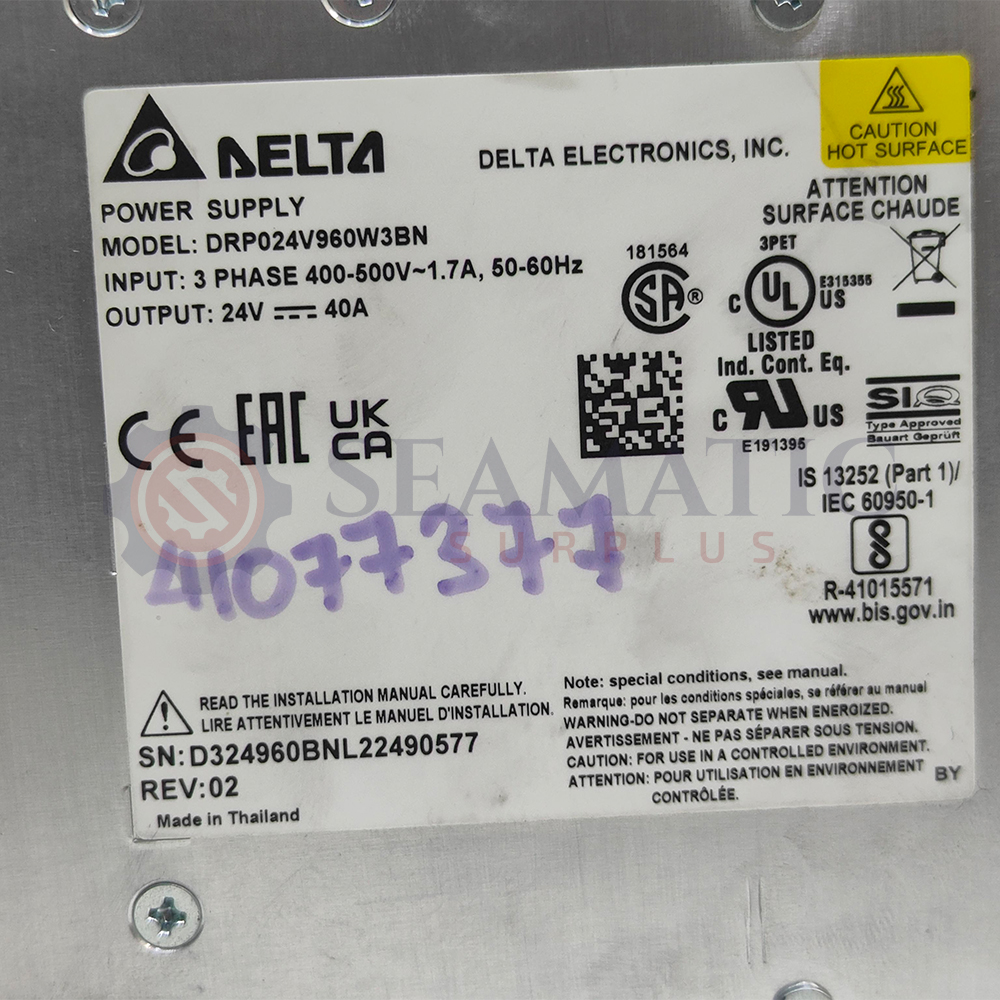 DELTA
DELTA ELECTRONICS, INC.
CAUTION
HOT SURFACE
ATTENTION
SURFACE CHAUDE
POWER SUPPLY
MODEL: DRP024V960W3BN
INPUT: 3 PHASE 400-500V~1.7A, 50-60Hz
OUTPUT: 24V ⎓ 40A
181564
SA ®
3PET
C UL US
E315355
LISTED
Ind. Cont. Eq.
C UR US
E191395
SIQ
Type Approved
Bauart Geprüft
CE EAC UK
CA
IS 13252 (Part 1)/
IEC 60950-1
R-41015571
www.bis.gov.in
SEAMATIC
SURPLUS
41077377
READ THE INSTALLATION MANUAL CAREFULLY.
LIRE ATTENTIVEMENT LE MANUEL D'INSTALLATION.
SN: D324960BNL22490577
REV:02
Made in Thailand
Note: special conditions, see manual.
Remarque: pour les conditions spéciales, se référer au manuel
WARNING-DO NOT SEPARATE WHEN ENERGIZED.
AVERTISSEMENT - NE PAS SÉPARER SOUS TENSION.
CAUTION: FOR USE IN A CONTROLLED ENVIRONMENT.
ATTENTION: POUR UTILISATION EN ENVIRONNEMENT
CONTRÔLÉE.
BY